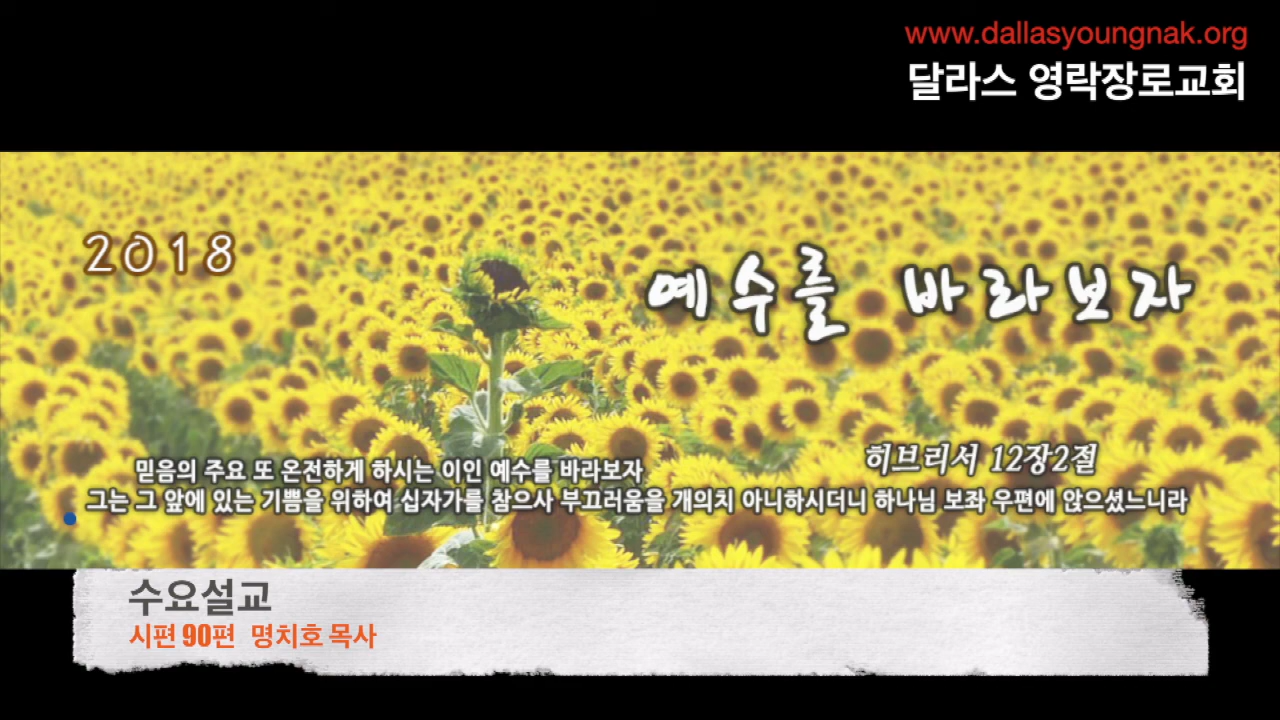 www.dallasyoungnak.org
달라스 영락장로교회
2018
예수를 바라보자
히브리서 12장2절
믿음의 주요 또 온전하게 하시는 이인 예수를 바라보자
그는 그 앞에 있는 기쁨을 위하여 십자가를 참으사 부끄러움을 개의치 아니하시더니 하나님 보좌 우편에 앉으셨느니라
수요설교
시편 90편 명치호 목사